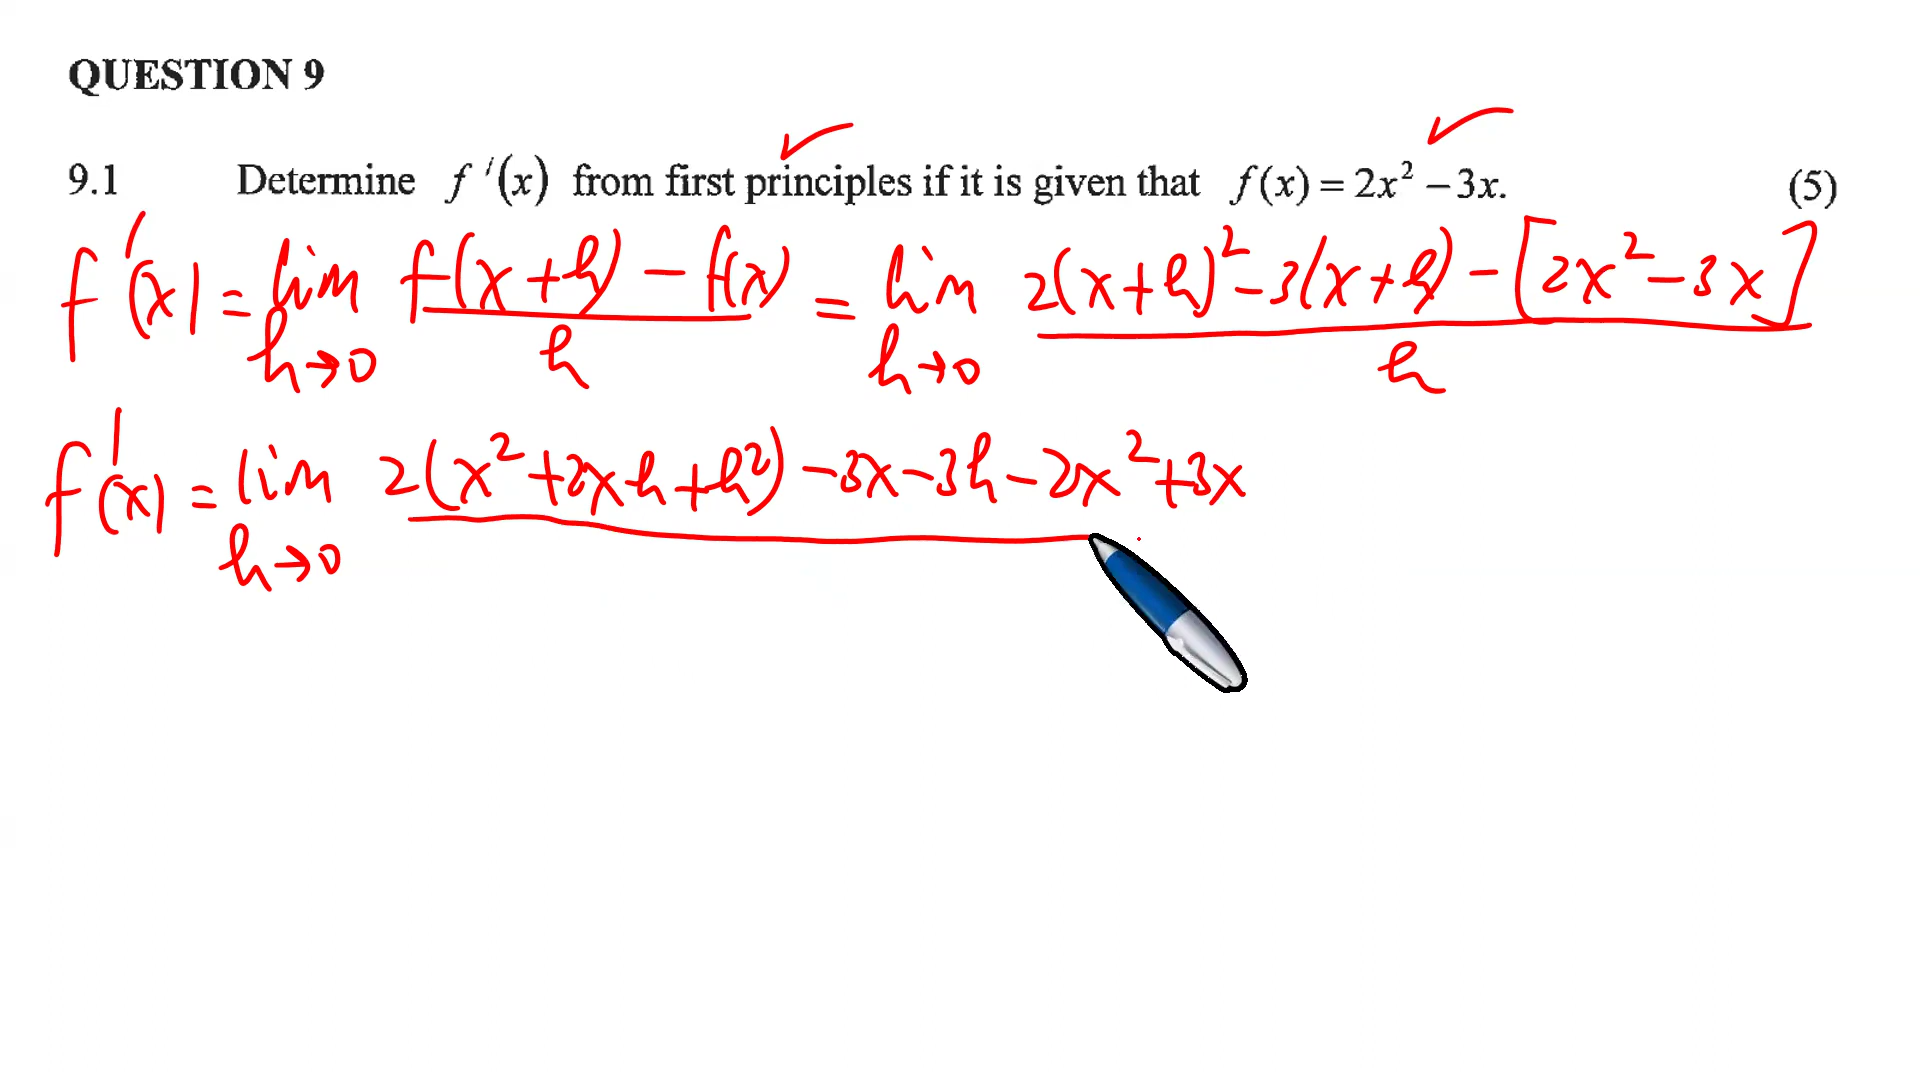 QUESTION 9
9.1 Determine f ′(x) from first principles if it is given that f(x) = 2x² − 3x. (5)
f′(x) = lim f(x+h) − f(x) = lim 2(x+h)² − 3(x+h) − [2x² − 3x]
h→0 h h→0 h
f′(x) = lim 2(x² + 2xh + h²) − 3x − 3h − 2x² + 3x
h→0